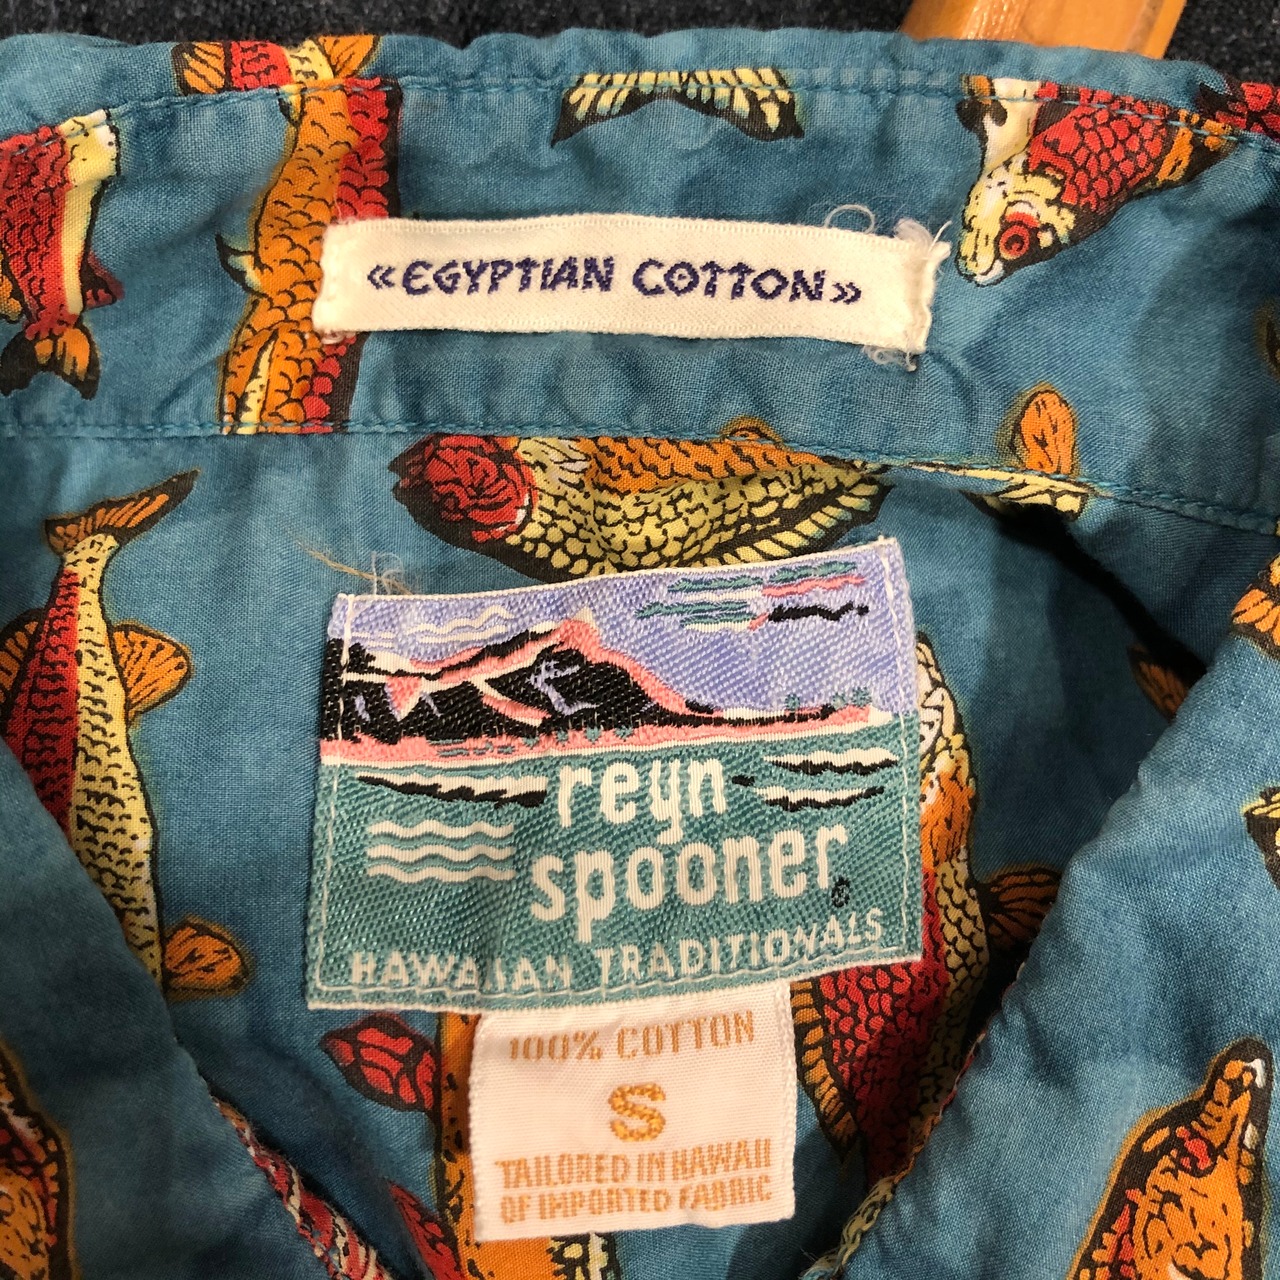 «EGYPTIAN COTTON»
reyn
spooner®
HAWAIIAN TRADITIONALS
100% COTTON
S
TAILORED IN HAWAII
OF IMPORTED FABRIC